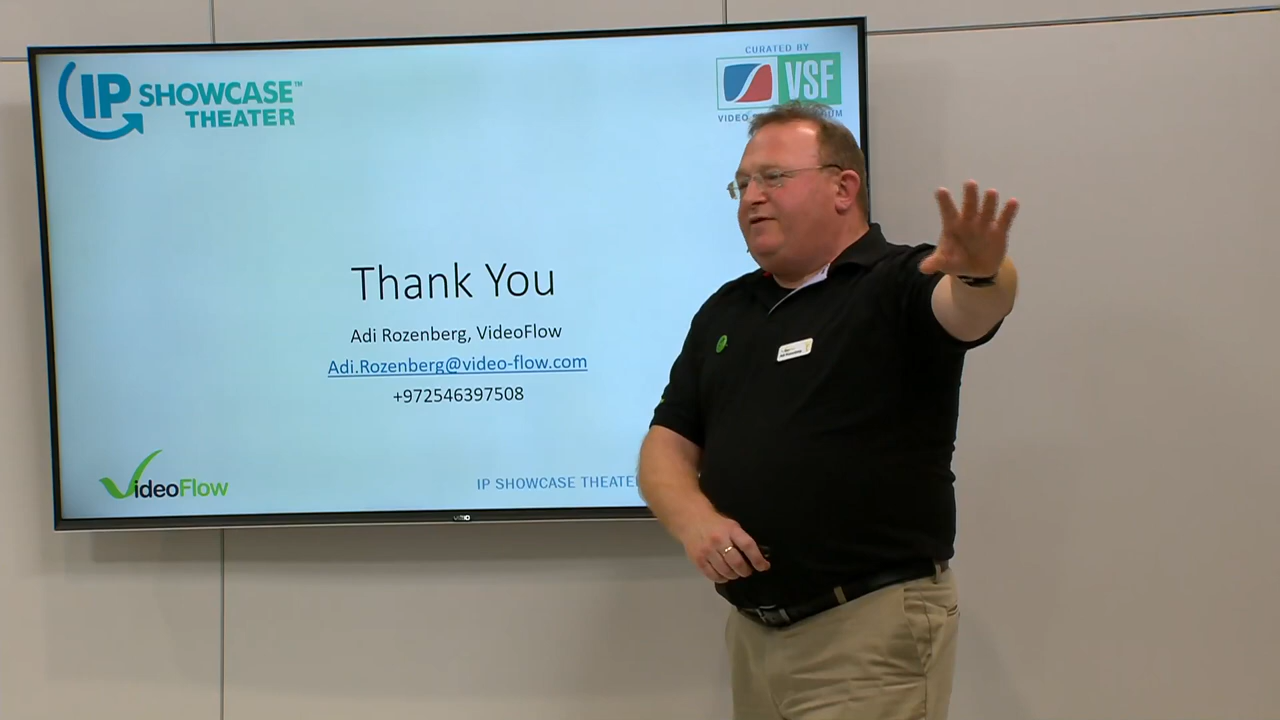 IP SHOWCASE™
THEATER
CURATED BY
VSF
VIDEO
Thank You
Adi Rozenberg, VideoFlow
Adi.Rozenberg@video-flow.com
+972546397508
VideoFlow
IP SHOWCASE THEATE
VIZIO